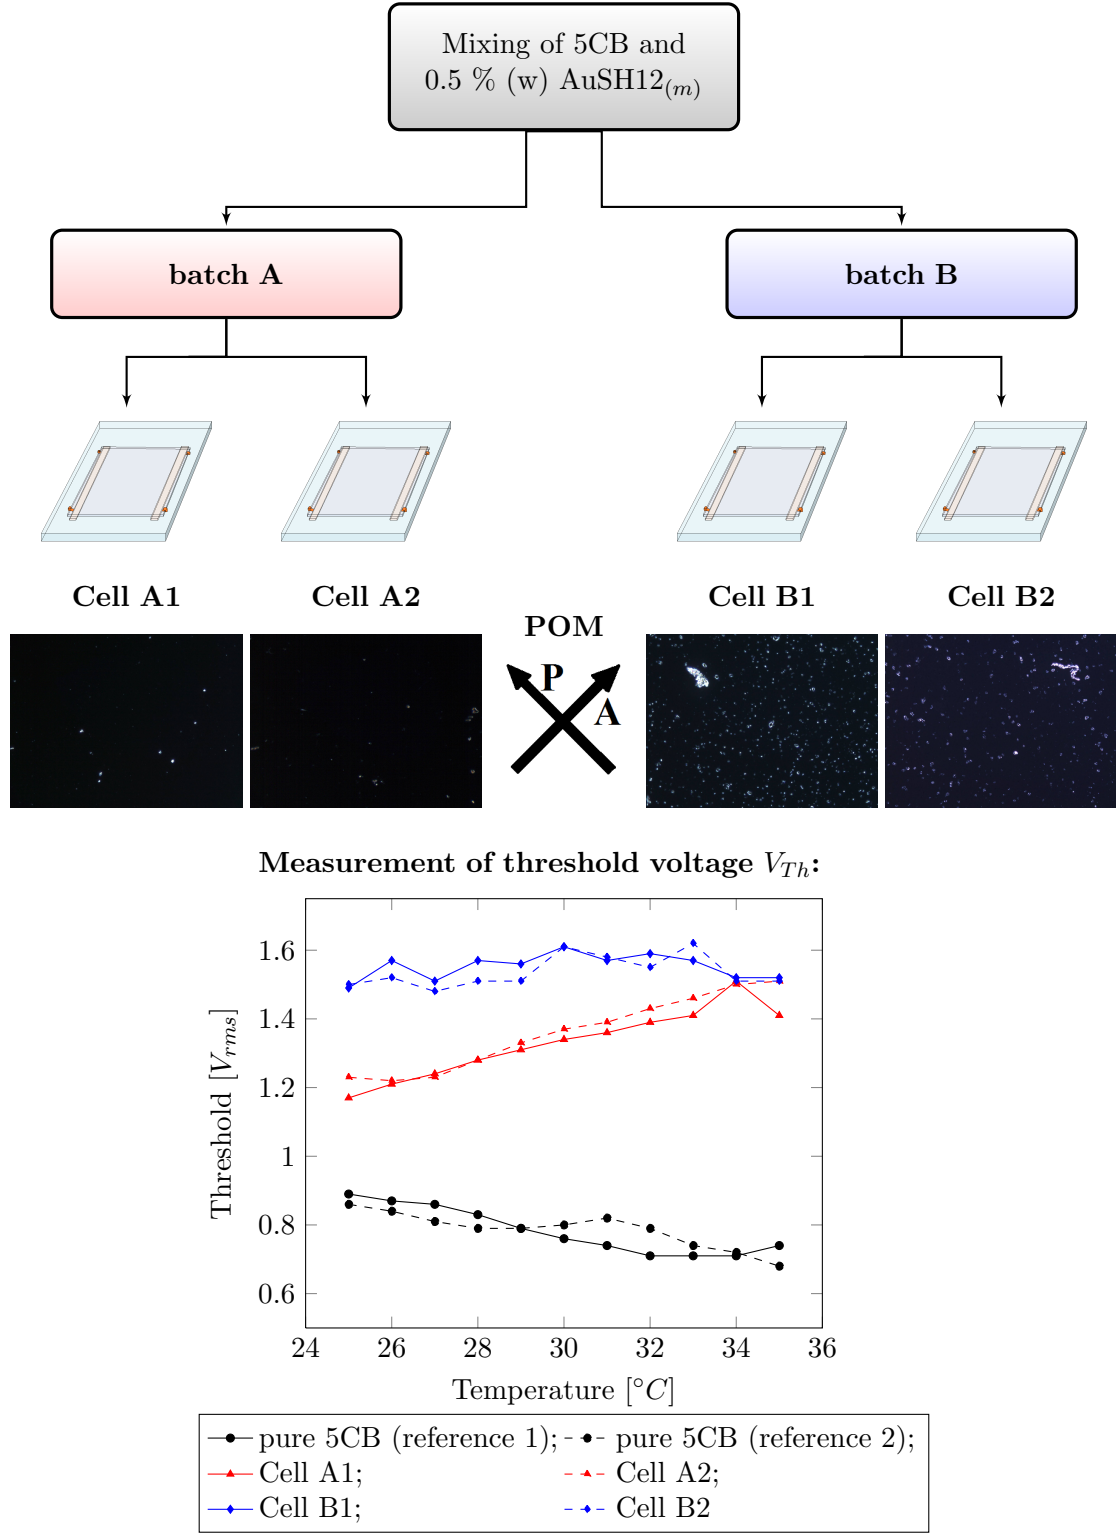 Mixing of 5CB and
0.5 % (w) AuSH12(m)
batch A
batch B
Cell A1
Cell A2
Cell B1
Cell B2
POM
P
A
Measurement of threshold voltage V_Th:
1.6
1.4
1.2
1
0.8
0.6
Threshold [V_rms]
24 26 28 30 32 34 36
Temperature [°C]
pure 5CB (reference 1); pure 5CB (reference 2);
Cell A1; Cell A2;
Cell B1; Cell B2